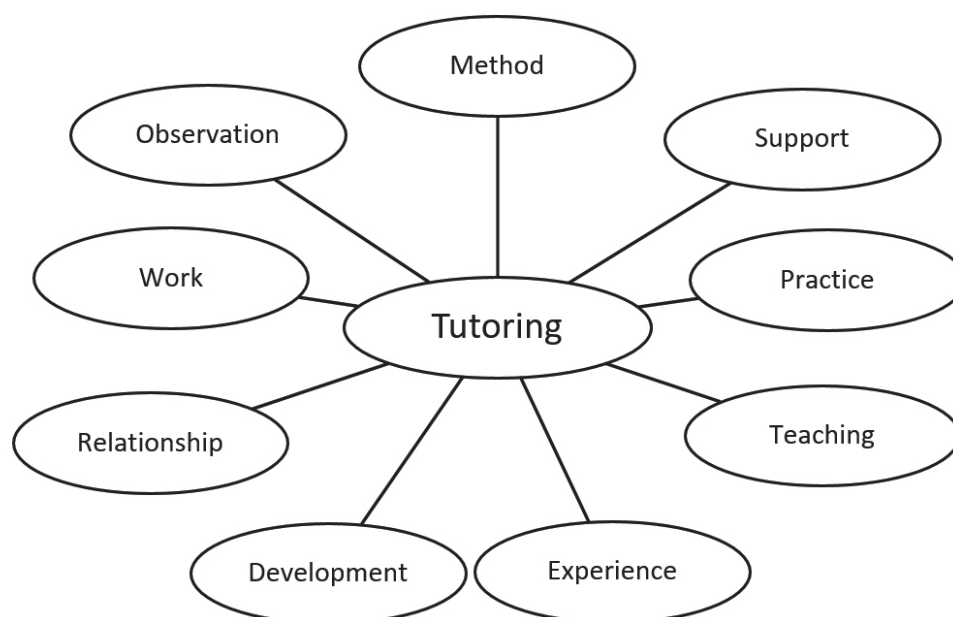 Method
Observation
Support
Work
Practice
Tutoring
Relationship
Teaching
Development
Experience